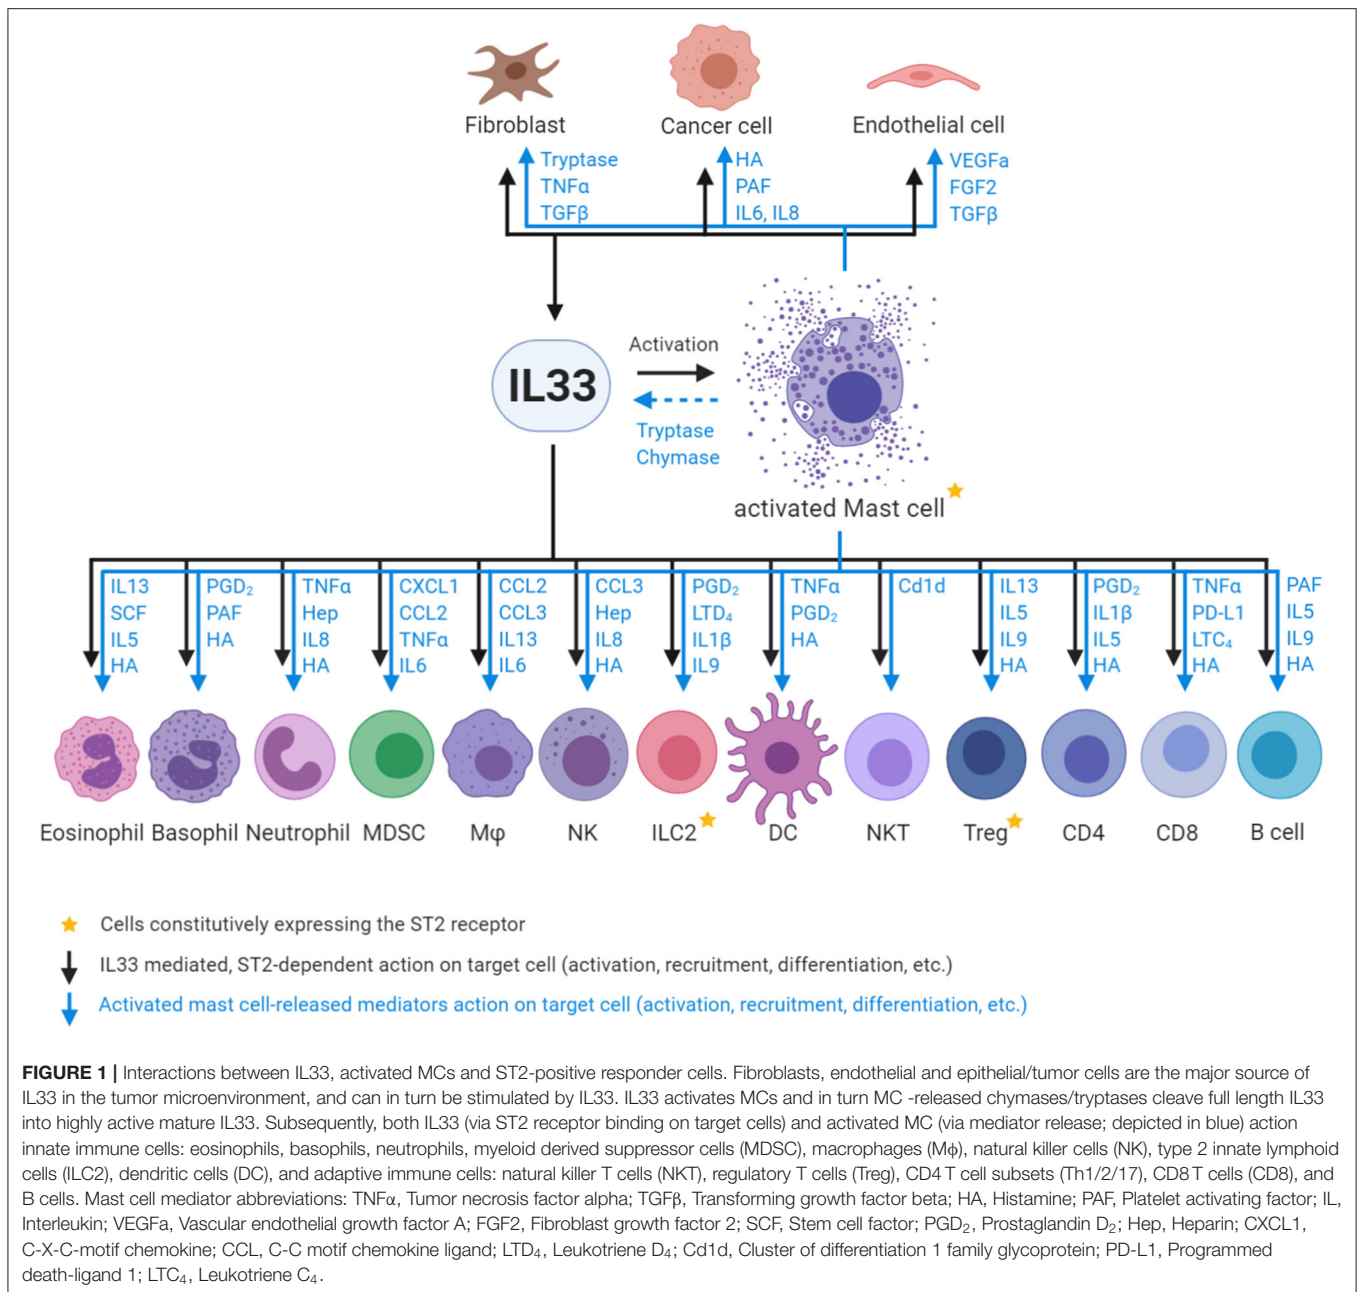 Fibroblast
Cancer cell
Endothelial cell
Tryptase
TNFα
TGFβ
HA
PAF
IL6, IL8
VEGFa
FGF2
TGFβ
IL33
Activation
Tryptase
Chymase
activated Mast cell
IL13
SCF
IL5
HA
PGD₂
PAF
HA
TNFα
Hep
IL8
HA
CXCL1
CCL2
TNFα
IL6
CCL2
CCL3
IL13
IL6
CCL3
Hep
IL8
HA
PGD₂
LTD₄
IL1β
IL9
TNFα
PGD₂
HA
Cd1d
IL13
IL5
IL9
HA
PGD₂
IL1β
IL5
HA
TNFα
PD-L1
LTC₄
HA
PAF
IL5
IL9
HA
Eosinophil
Basophil
Neutrophil
MDSC
Mφ
NK
ILC2
DC
NKT
Treg
CD4
CD8
B cell
Cells constitutively expressing the ST2 receptor
IL33 mediated, ST2-dependent action on target cell (activation, recruitment, differentiation, etc.)
Activated mast cell-released mediators action on target cell (activation, recruitment, differentiation, etc.)
FIGURE 1 | Interactions between IL33, activated MCs and ST2-positive responder cells. Fibroblasts, endothelial and epithelial/tumor cells are the major source of
IL33 in the tumor microenvironment, and can in turn be stimulated by IL33. IL33 activates MCs and in turn MC -released chymases/tryptases cleave full length IL33
into highly active mature IL33. Subsequently, both IL33 (via ST2 receptor binding on target cells) and activated MC (via mediator release; depicted in blue) action
innate immune cells: eosinophils, basophils, neutrophils, myeloid derived suppressor cells (MDSC), macrophages (Mϕ), natural killer cells (NK), type 2 innate lymphoid
cells (ILC2), dendritic cells (DC), and adaptive immune cells: natural killer T cells (NKT), regulatory T cells (Treg), CD4 T cell subsets (Th1/2/17), CD8 T cells (CD8), and
B cells. Mast cell mediator abbreviations: TNFα, Tumor necrosis factor alpha; TGFβ, Transforming growth factor beta; HA, Histamine; PAF, Platelet activating factor; IL,
Interleukin; VEGFa, Vascular endothelial growth factor A; FGF2, Fibroblast growth factor 2; SCF, Stem cell factor; PGD₂, Prostaglandin D₂; Hep, Heparin; CXCL1,
C-X-C-motif chemokine; CCL, C-C motif chemokine ligand; LTD₄, Leukotriene D₄; Cd1d, Cluster of differentiation 1 family glycoprotein; PD-L1, Programmed
death-ligand 1; LTC₄, Leukotriene C₄.